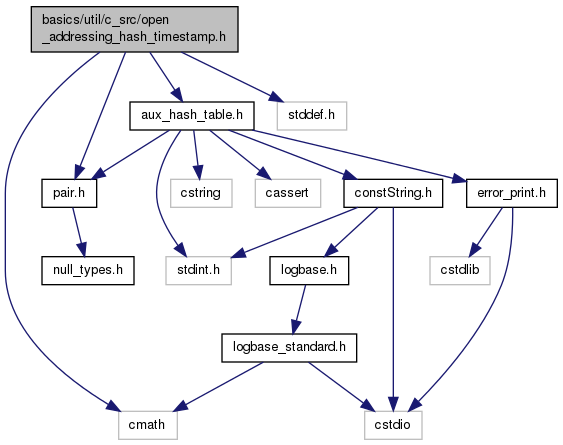 basics/util/c_src/open
_addressing_hash_timestamp.h
aux_hash_table.h
stddef.h
pair.h
cstring
cassert
constString.h
error_print.h
null_types.h
stdint.h
logbase.h
cstdlib
logbase_standard.h
cmath
cstdio